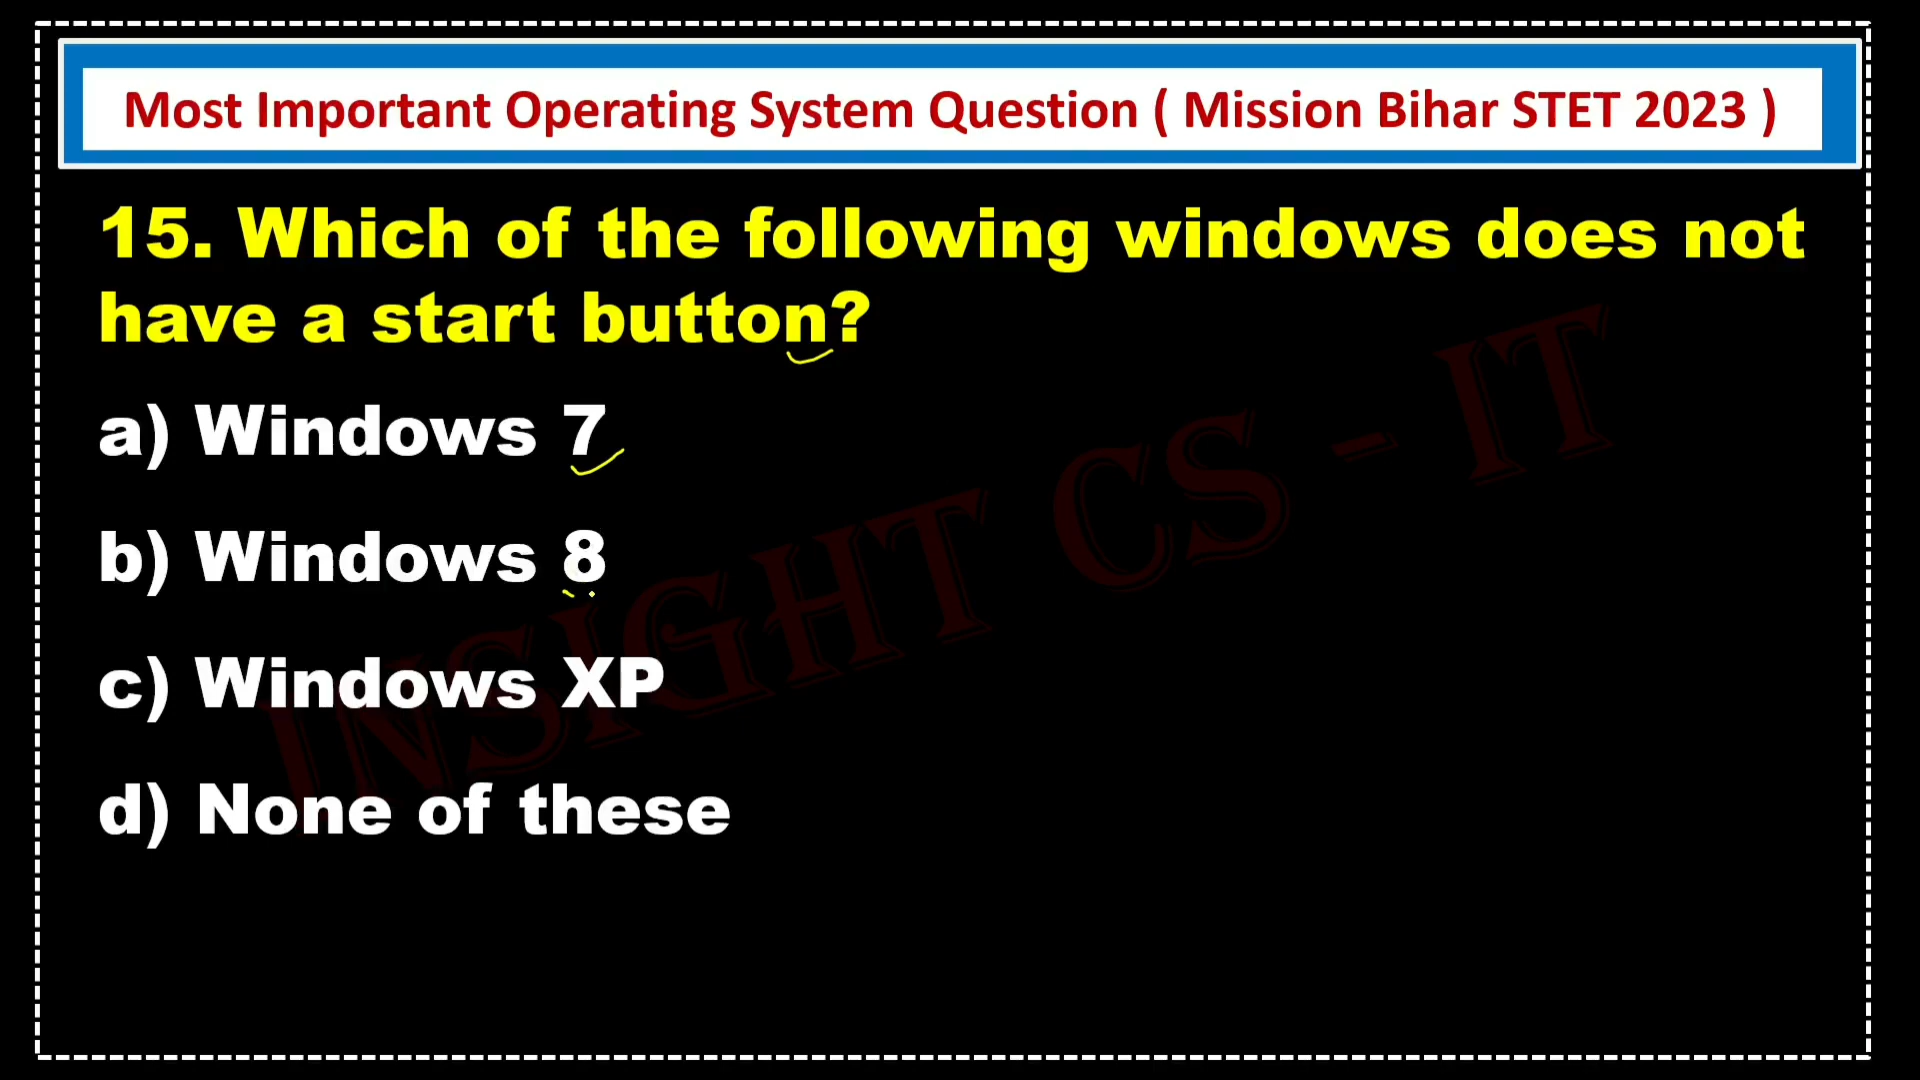 Most Important Operating System Question ( Mission Bihar STET 2023 )
15. Which of the following windows does not
have a start button?
a) Windows 7
b) Windows 8
c) Windows XP
d) None of these
INSIGHT CS - IT